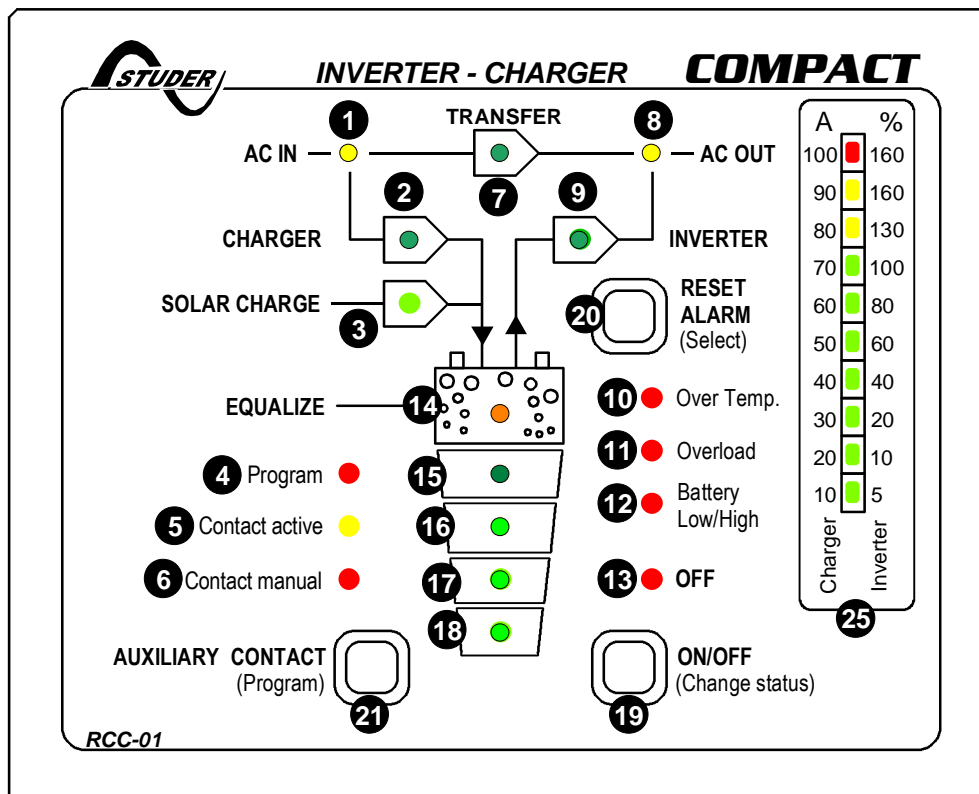 STUDER
INVERTER - CHARGER
COMPACT
1
TRANSFER
8
A
%
AC IN
AC OUT
100
160
7
90
160
2
9
80
130
CHARGER
INVERTER
70
100
SOLAR CHARGE
3
20
RESET
ALARM
(Select)
60
80
50
60
EQUALIZE
14
10
Over Temp.
40
40
30
20
11
Overload
20
10
4
Program
15
12
Battery
Low/High
10
5
5
Contact active
16
6
Contact manual
17
13
OFF
Charger
Inverter
25
18
AUXILIARY CONTACT
(Program)
21
ON/OFF
(Change status)
19
RCC-01